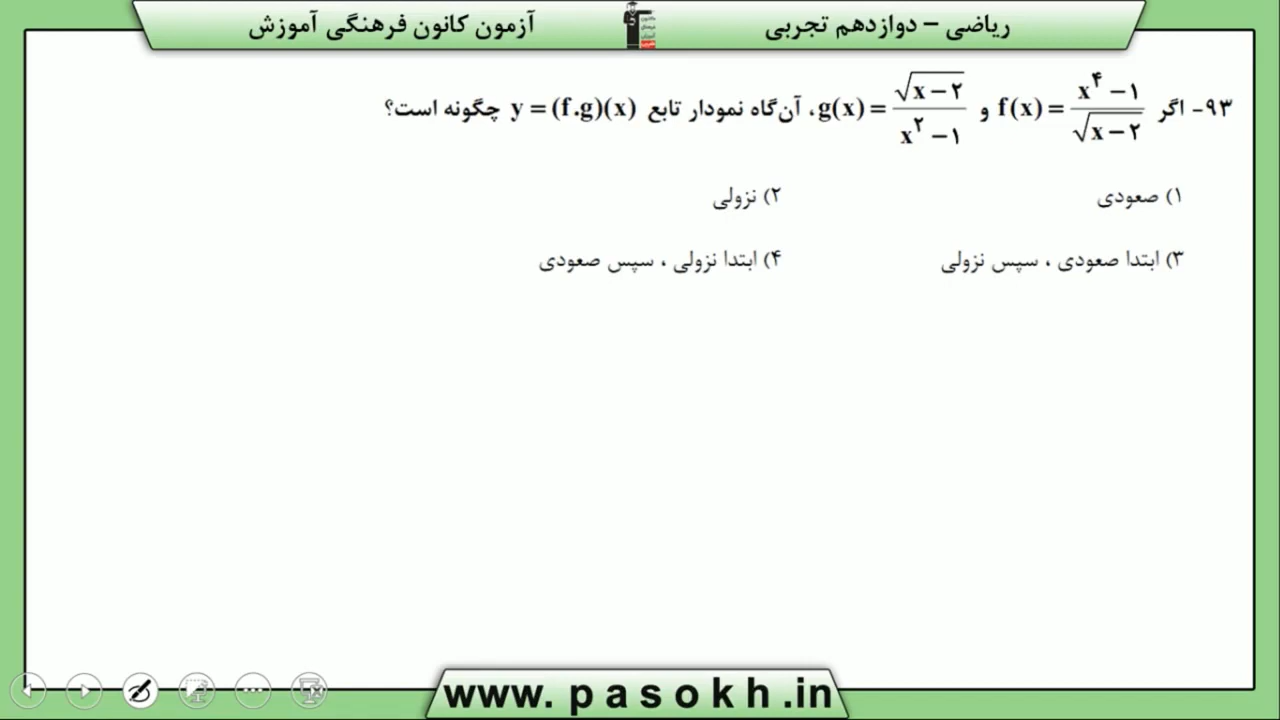 ریاضی – دوازدهم تجربی
آزمون کانون فرهنگی آموزش
۹۳- اگر f(x) = (x^۴ – ۱)/√(x – ۲) و g(x) = √(x – ۲)/(x^۲ – ۱)، آن‌گاه نمودار تابع y = (f.g)(x) چگونه است؟
۱) صعودی ۲) نزولی
۳) ابتدا صعودی ، سپس نزولی ۴) ابتدا نزولی ، سپس صعودی
www. p a s o k h .in